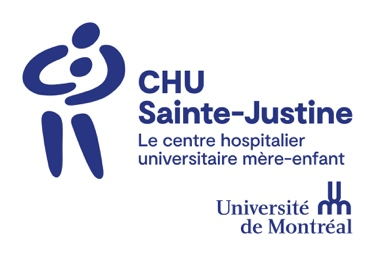 CHU
Sainte-Justine
Le centre hospitalier
universitaire mère-enfant
Université
de Montréal